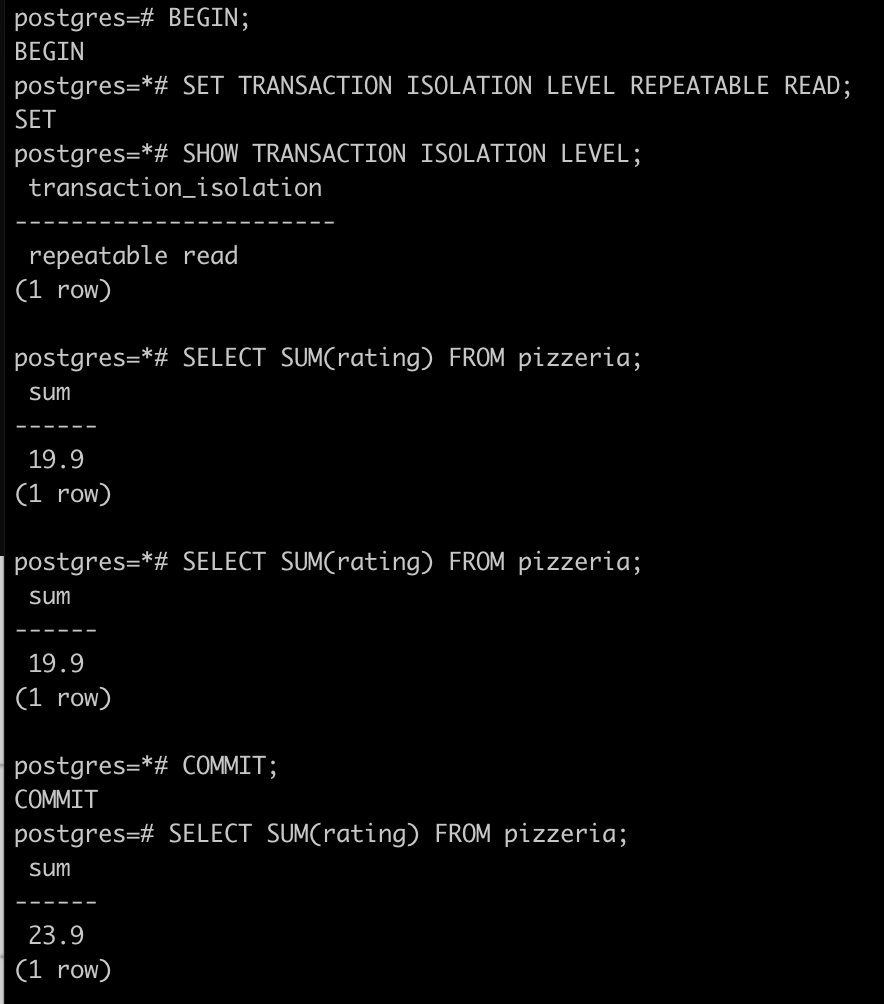 postgres=# BEGIN;
BEGIN
postgres=*# SET TRANSACTION ISOLATION LEVEL REPEATABLE READ;
SET
postgres=*# SHOW TRANSACTION ISOLATION LEVEL;
 transaction_isolation
-----------------------
 repeatable read
(1 row)

postgres=*# SELECT SUM(rating) FROM pizzeria;
 sum
------
 19.9
(1 row)

postgres=*# SELECT SUM(rating) FROM pizzeria;
 sum
------
 19.9
(1 row)

postgres=*# COMMIT;
COMMIT
postgres=# SELECT SUM(rating) FROM pizzeria;
 sum
------
 23.9
(1 row)